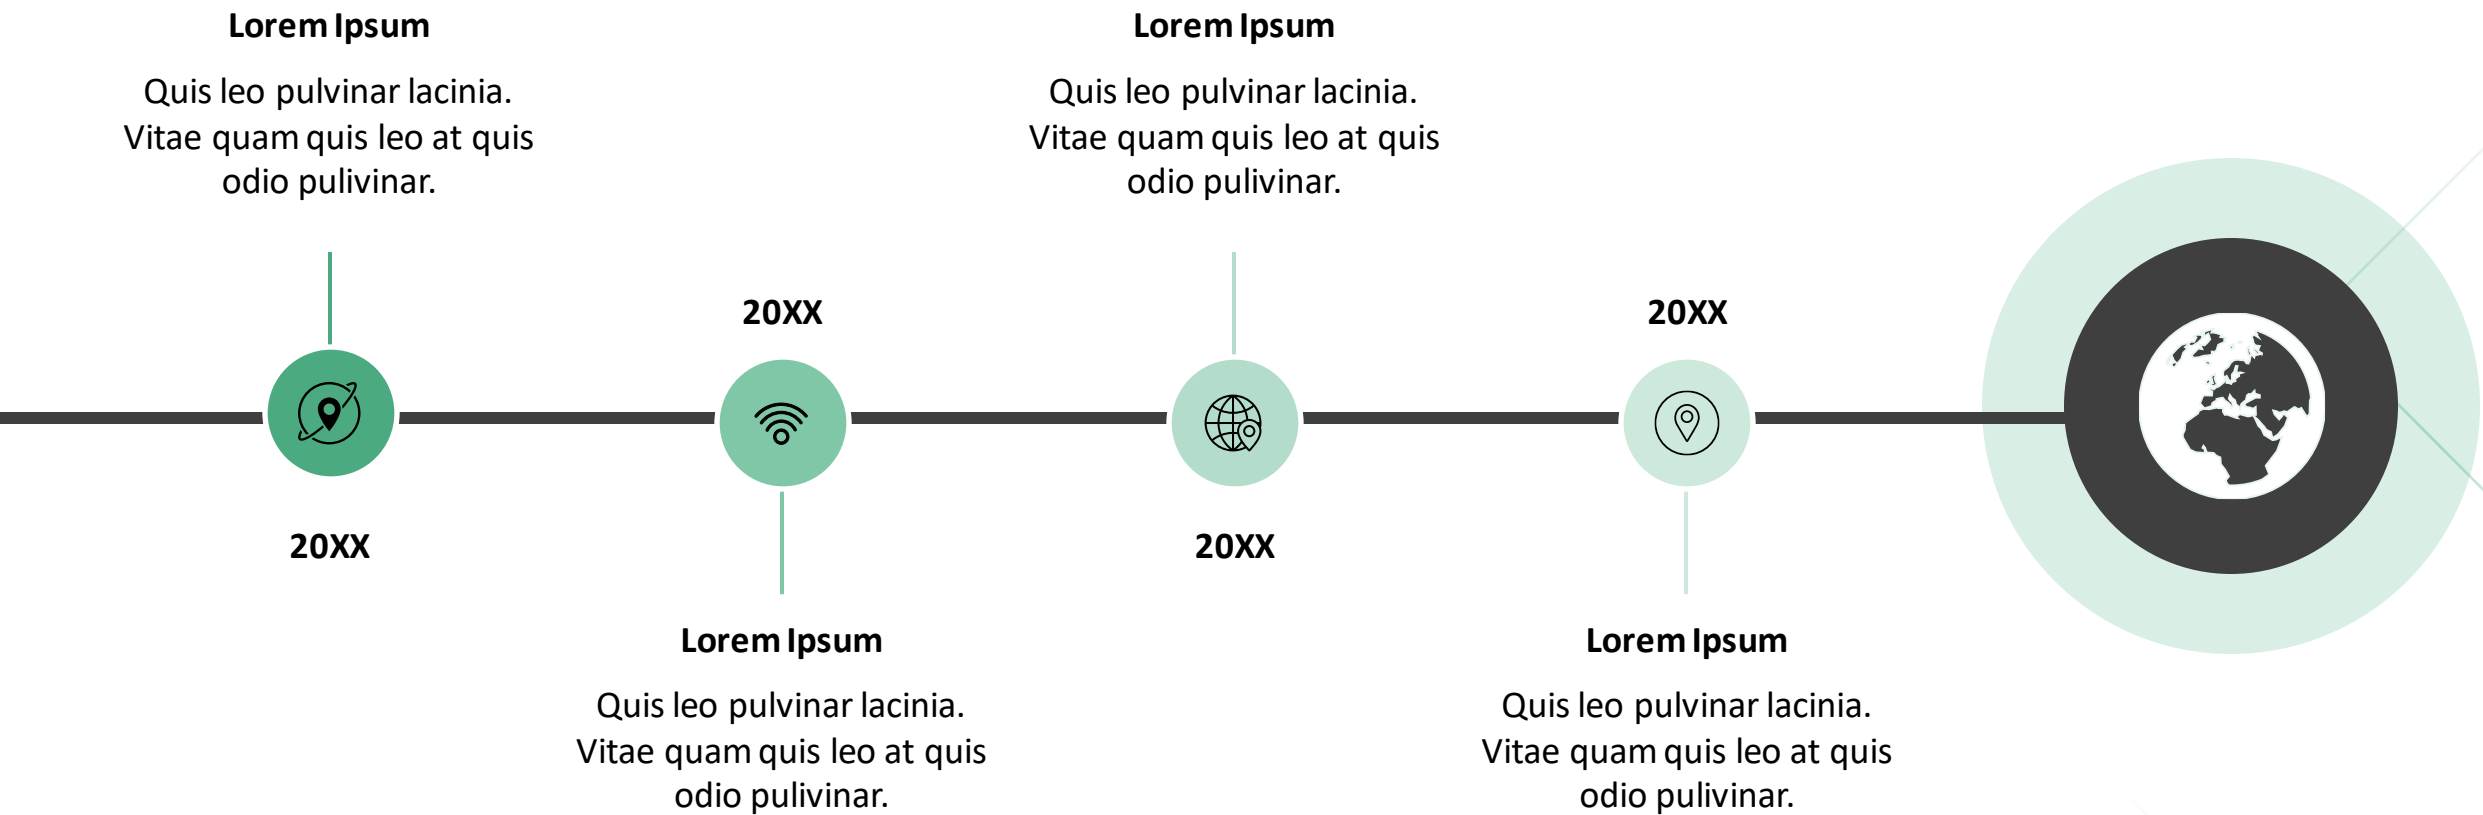 Lorem Ipsum
Quis leo pulvinar lacinia.
Vitae quam quis leo at quis
odio pulivinar.
20XX
20XX
Lorem Ipsum
Quis leo pulvinar lacinia.
Vitae quam quis leo at quis
odio pulivinar.
Lorem Ipsum
Quis leo pulvinar lacinia.
Vitae quam quis leo at quis
odio pulivinar.
20XX
20XX
Lorem Ipsum
Quis leo pulvinar lacinia.
Vitae quam quis leo at quis
odio pulivinar.